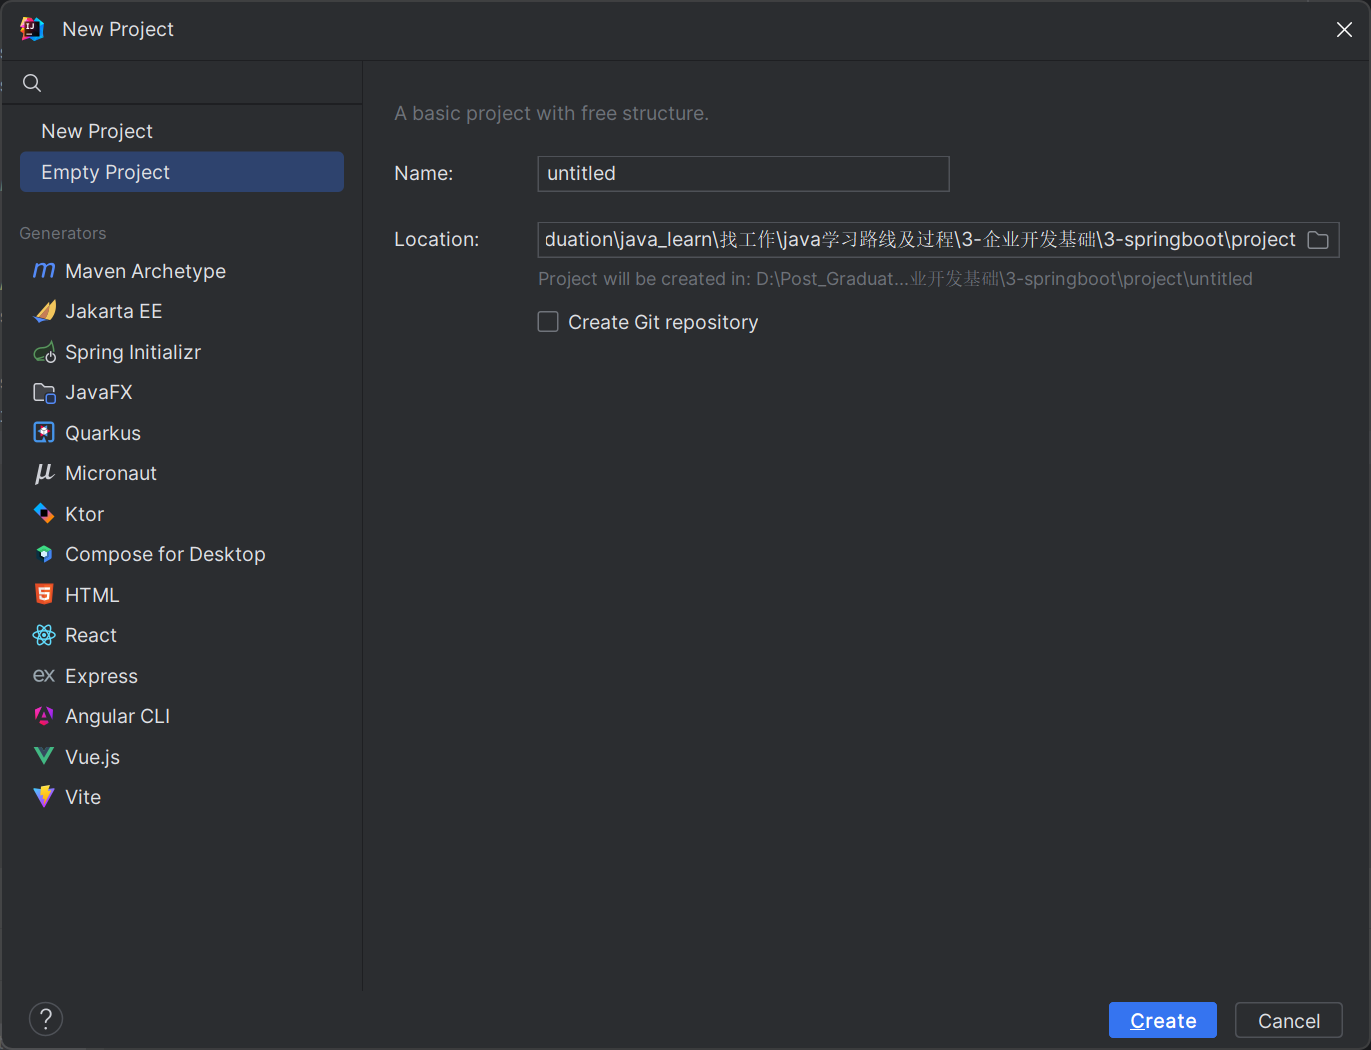 New Project
New Project
Empty Project
Generators
Maven Archetype
Jakarta EE
Spring Initializr
JavaFX
Quarkus
Micronaut
Ktor
Compose for Desktop
HTML
React
Express
Angular CLI
Vue.js
Vite
A basic project with free structure.
Name: untitled
Location: duation\java_learn\找工作\java学习路线及过程\3-企业开发基础\3-springboot\project
Project will be created in: D:\Post_Graduat...业开发基础\3-springboot\project\untitled
Create Git repository
?
Create Cancel